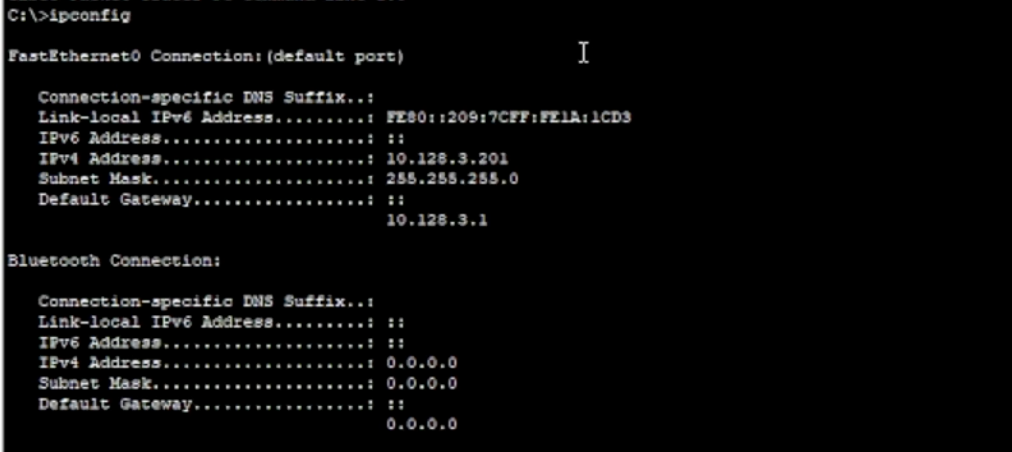 C:\>ipconfig
FastEthernet0 Connection:(default port)
Connection-specific DNS Suffix..:
Link-local IPv6 Address.........: FE80::209:7CFF:FE1A:1CD3
IPv6 Address....................: ::
IPv4 Address....................: 10.128.3.201
Subnet Mask.....................: 255.255.255.0
Default Gateway.................: ::
10.128.3.1
Bluetooth Connection:
Connection-specific DNS Suffix..:
Link-local IPv6 Address.........: ::
IPv6 Address....................: ::
IPv4 Address....................: 0.0.0.0
Subnet Mask.....................: 0.0.0.0
Default Gateway.................: ::
0.0.0.0